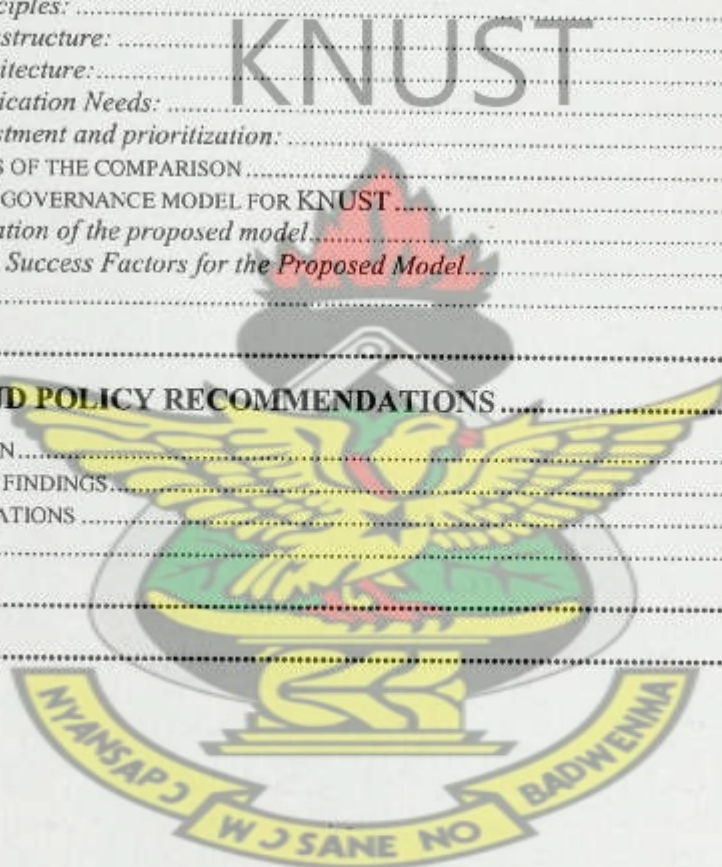 ciples: ........................................
KNUST
structure: ........................................
itecture: ........................................
ication Needs: ........................................
stment and prioritization: ........................................
S OF THE COMPARISON ........................................
GOVERNANCE MODEL FOR KNUST ........................................
ation of the proposed model ........................................
Success Factors for the Proposed Model ........................................
ND POLICY RECOMMENDATIONS ........................................
N ........................................
FINDINGS ........................................
ATIONS ........................................
NYANSAPƆ WƆSANE NO BADWENMA